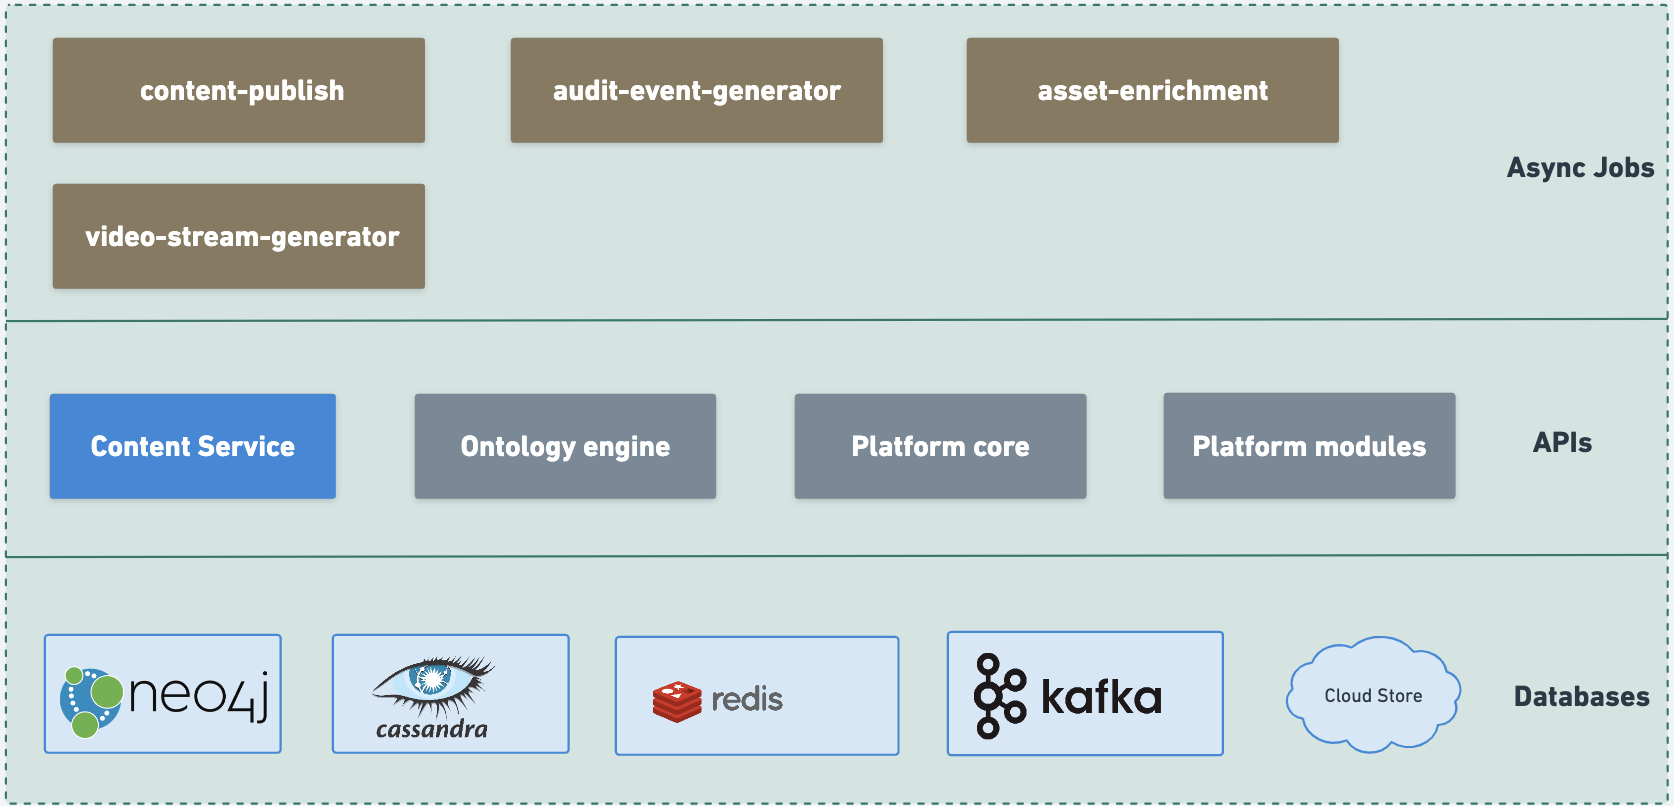 content-publish
audit-event-generator
asset-enrichment
Async Jobs
video-stream-generator
Content Service
Ontology engine
Platform core
Platform modules
APIs
neo4j
cassandra
redis
kafka
Cloud Store
Databases